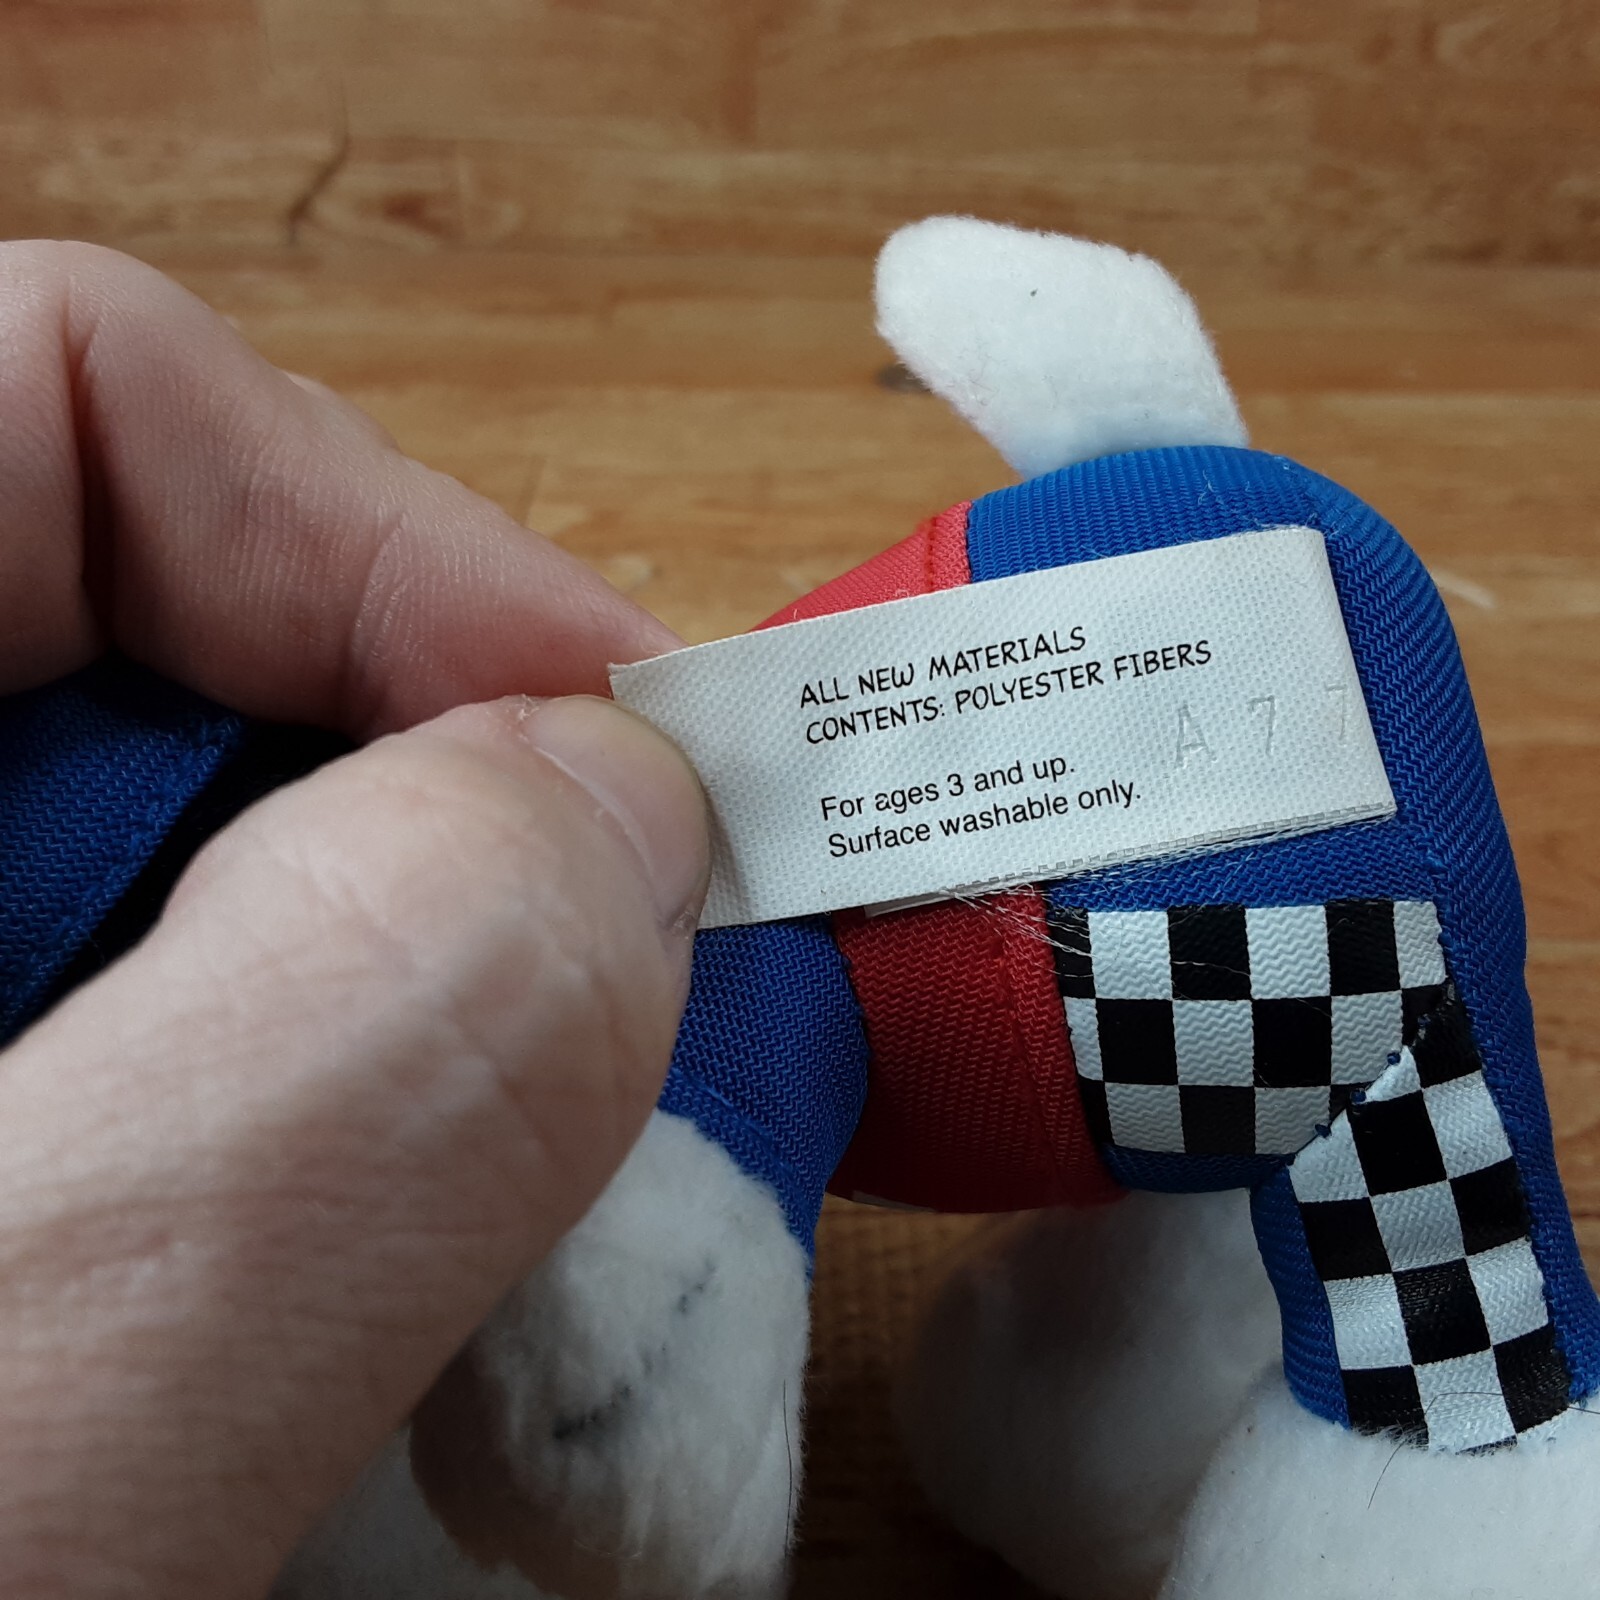 ALL NEW MATERIALS
CONTENTS: POLYESTER FIBERS
A 7 7
For ages 3 and up.
Surface washable only.